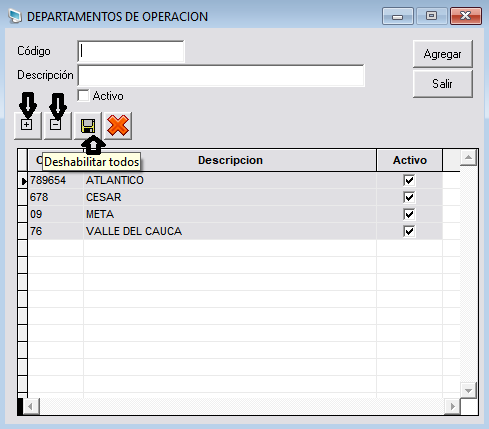 DEPARTAMENTOS DE OPERACION
Código
Agregar
Descripción
Salir
Activo
Deshabilitar todos
C
Descripcion
Activo
789654 ATLANTICO
678 CESAR
09 META
76 VALLE DEL CAUCA